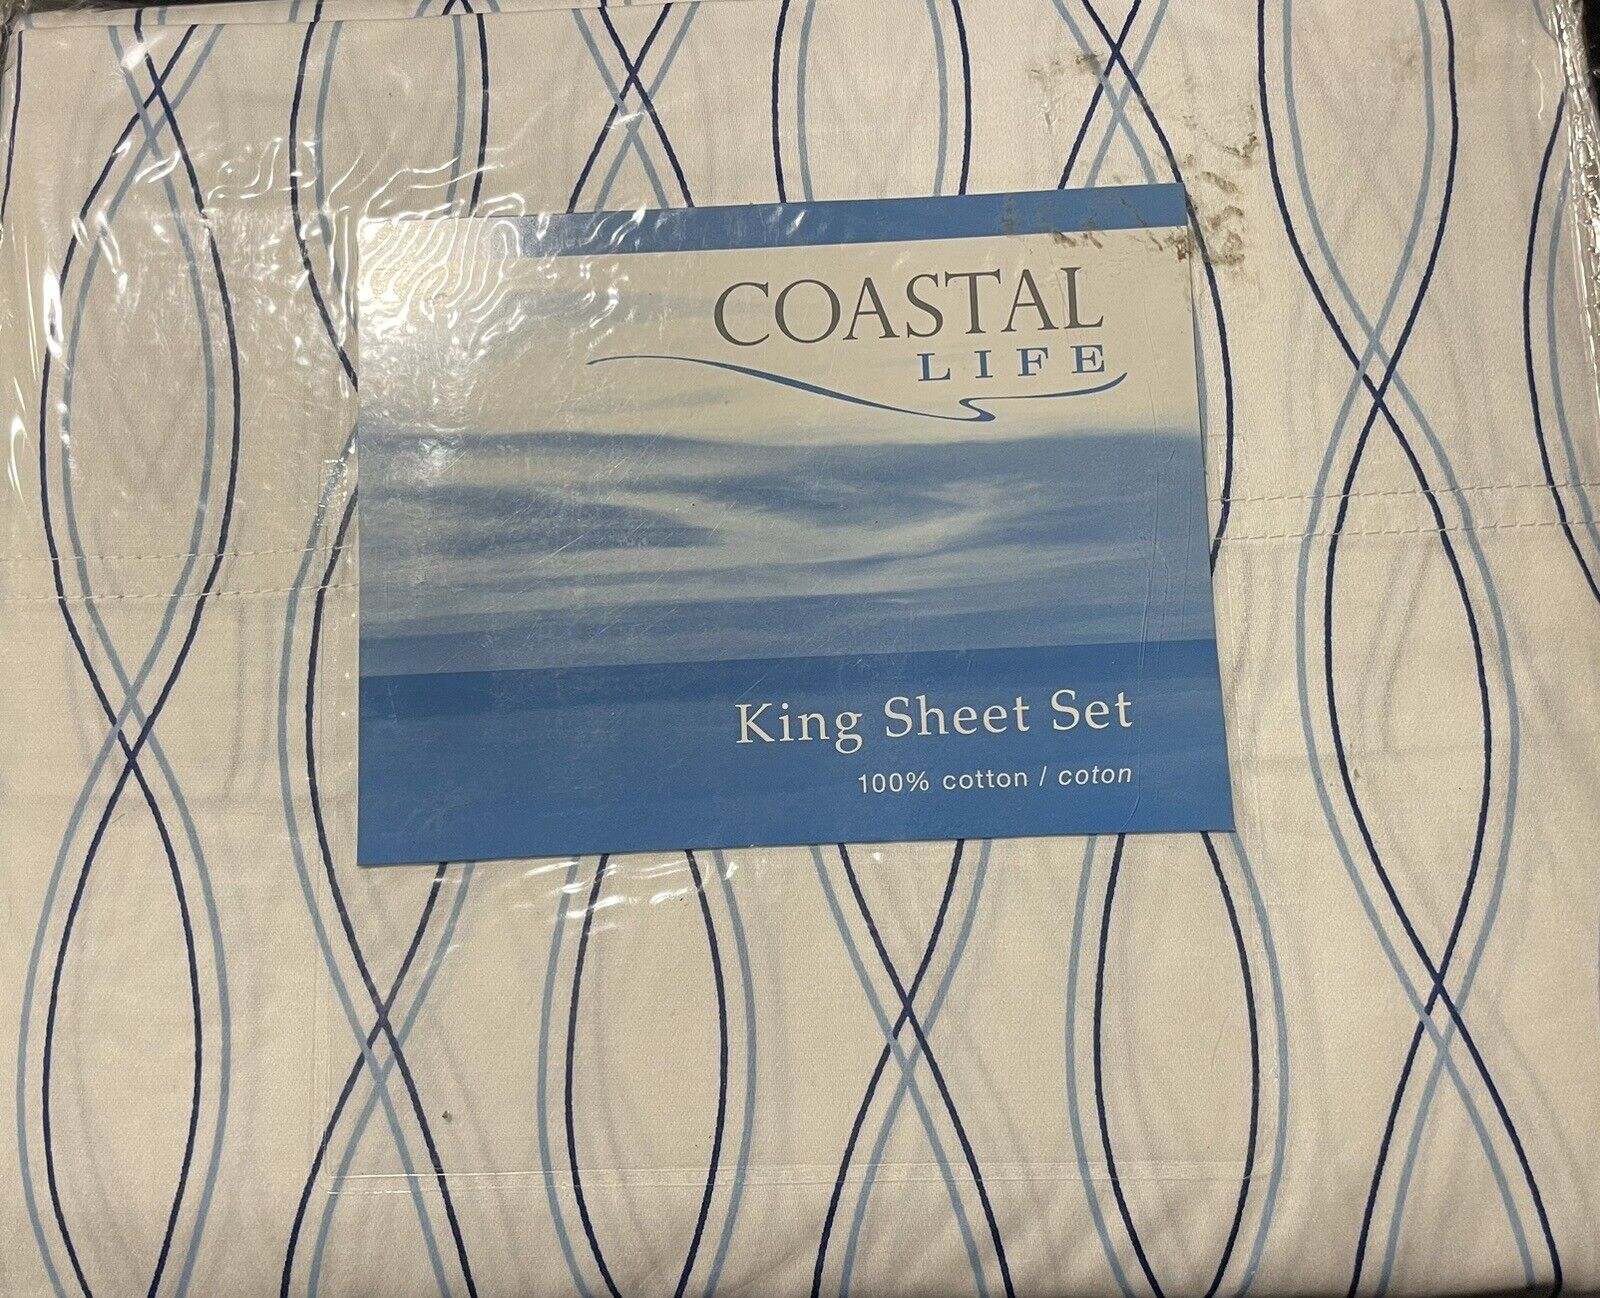 COASTAL
LIFE
King Sheet Set
100% cotton / coton